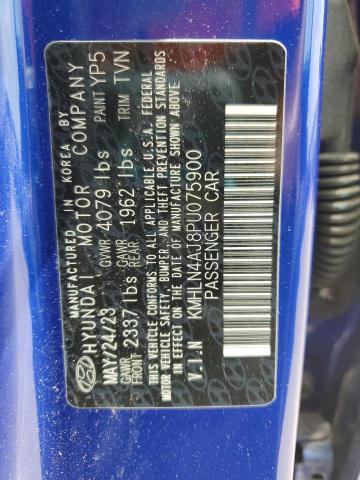 MANUFACTURED IN KOREA BY
HYUNDAI MOTOR COMPANY
MAY/24/23 GVWR 4079 lbs PAINT YP5
GAWR FRONT 2337 lbs GAWR REAR 1962 lbs TRIM TVN
THIS VEHICLE CONFORMS TO ALL APPLICABLE U.S.A. FEDERAL
MOTOR VEHICLE SAFETY, BUMPER, AND THEFT PREVENTION STANDARDS
IN EFFECT ON THE DATE OF MANUFACTURE SHOWN ABOVE.
V.I.N KMHLN4AJ8PU075900
PASSENGER CAR